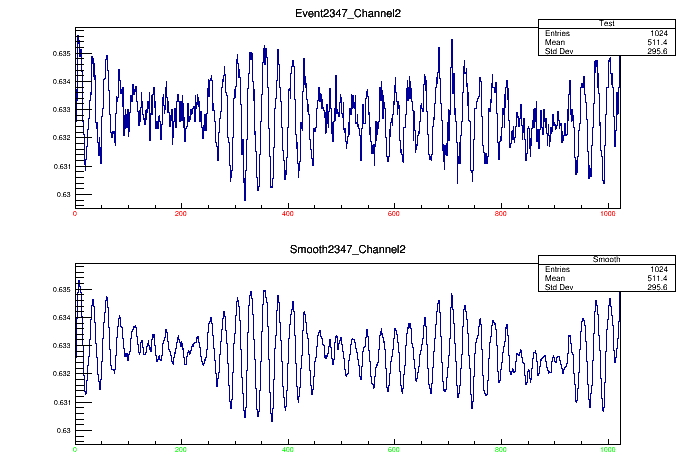 Event2347_Channel2
Test
Entries 1024
Mean 511.4
Std Dev 295.6
0.635
0.634
0.633
0.632
0.631
0.63
0 200 400 600 800 1000
Smooth2347_Channel2
Smooth
Entries 1024
Mean 511.4
Std Dev 295.6
0.635
0.634
0.633
0.632
0.631
0.63
0 200 400 600 800 1000